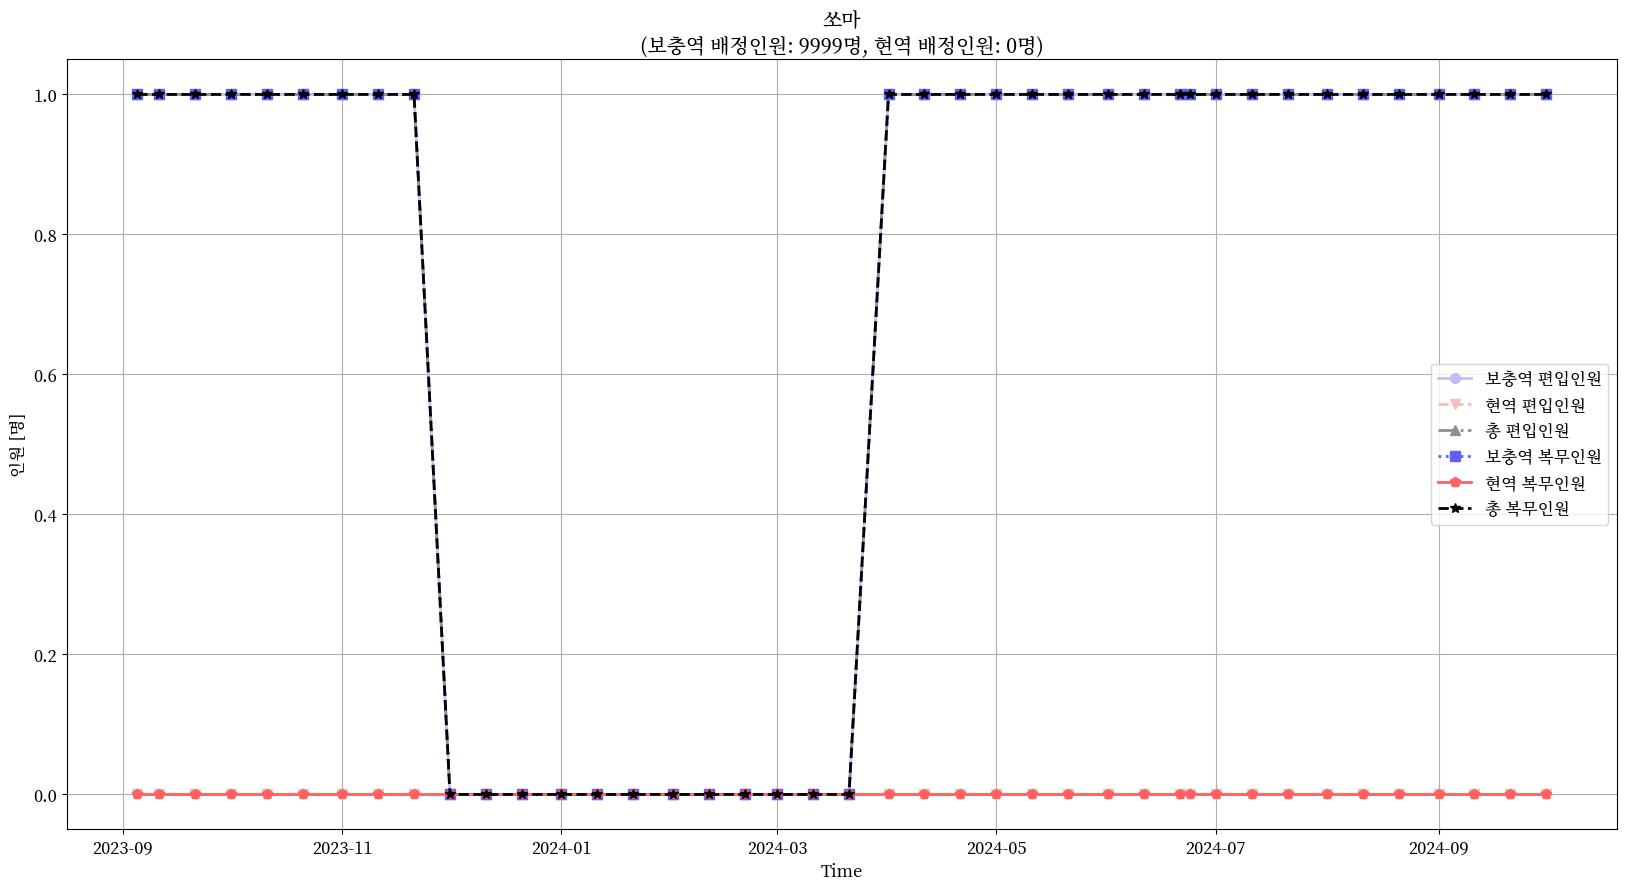 쏘마
(보충역 배정인원: 9999명, 현역 배정인원: 0명)
1.0
0.8
0.6
0.4
0.2
0.0
인원 [명]
보충역 편입인원
현역 편입인원
총 편입인원
보충역 복무인원
현역 복무인원
총 복무인원
2023-09
2023-11
2024-01
2024-03
2024-05
2024-07
2024-09
Time